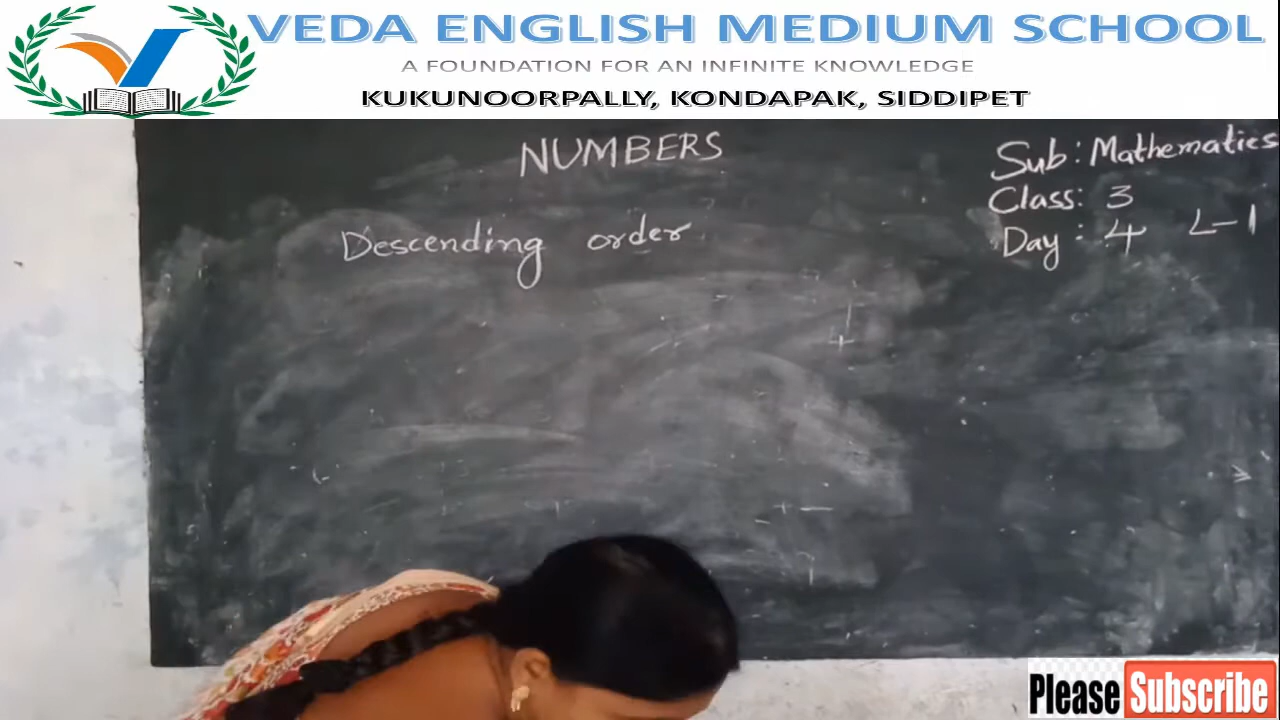 VEDA ENGLISH MEDIUM SCHOOL
A FOUNDATION FOR AN INFINITE KNOWLEDGE
KUKUNOORPALLY, KONDAPAK, SIDDIPET
NUMBERS
Sub: Mathematics
Class: 3
Day: 4 L-1
Descending order
Please Subscribe